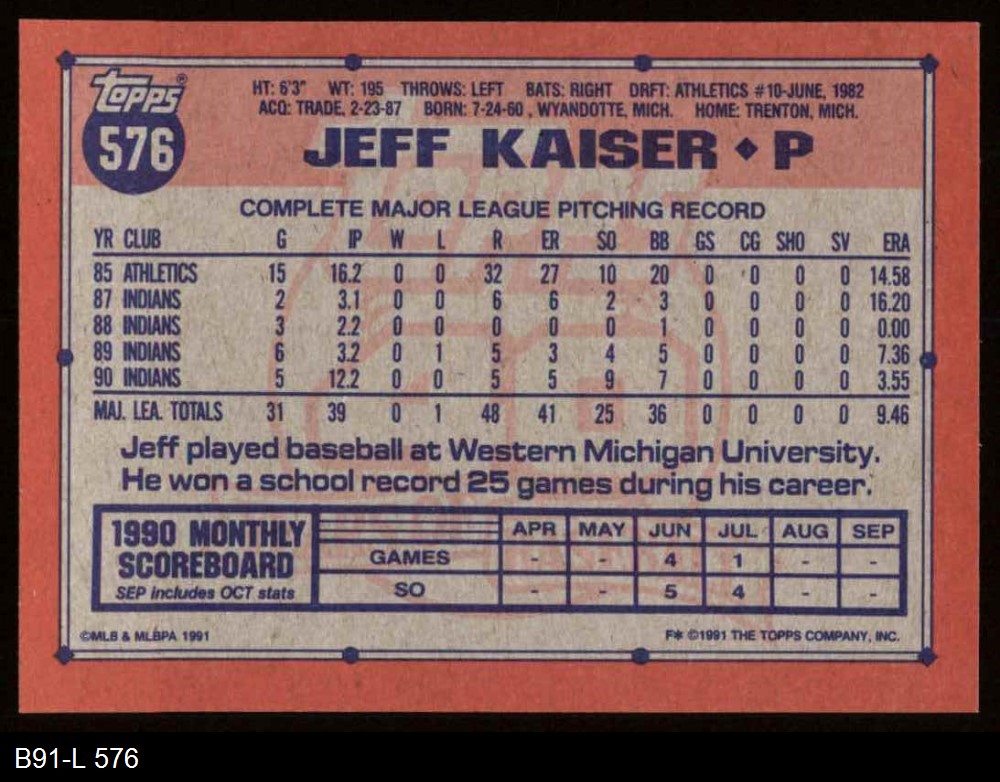 Topps®
576
HT: 6'3" WT: 195 THROWS: LEFT BATS: RIGHT DRFT: ATHLETICS #10-JUNE, 1982
ACQ: TRADE, 2-23-87 BORN: 7-24-60 , WYANDOTTE, MICH. HOME: TRENTON, MICH.
JEFF KAISER ◆ P
COMPLETE MAJOR LEAGUE PITCHING RECORD
YR CLUB G IP W L R ER SO BB GS CG SHO SV ERA
85 ATHLETICS 15 16.2 0 0 32 27 10 20 0 0 0 0 14.58
87 INDIANS 2 3.1 0 0 6 6 2 3 0 0 0 0 16.20
88 INDIANS 3 2.2 0 0 0 0 0 1 0 0 0 0 0.00
89 INDIANS 6 3.2 0 1 5 3 4 5 0 0 0 0 7.36
90 INDIANS 5 12.2 0 0 5 5 9 7 0 0 0 0 3.55
MAJ. LEA. TOTALS 31 39 0 1 48 41 25 36 0 0 0 0 9.46
Jeff played baseball at Western Michigan University.
He won a school record 25 games during his career.
1990 MONTHLY
SCOREBOARD
SEP includes OCT stats
APR MAY JUN JUL AUG SEP
GAMES - - 4 1 - -
SO - - 5 4 - -
©MLB & MLBPA 1991
F* ©1991 THE TOPPS COMPANY, INC.
B91-L 576